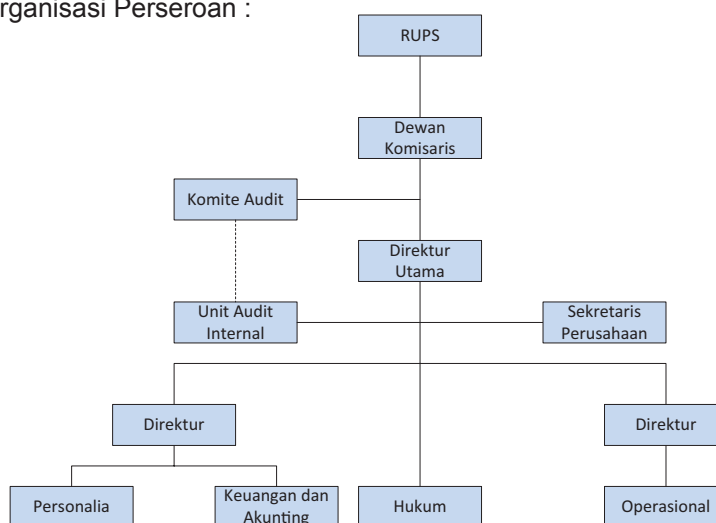 rganisasi Perseroan :
RUPS
Dewan
Komisaris
Komite Audit
Direktur
Utama
Unit Audit
Internal
Sekretaris
Perusahaan
Direktur
Direktur
Personalia
Keuangan dan
Akunting
Hukum
Operasional